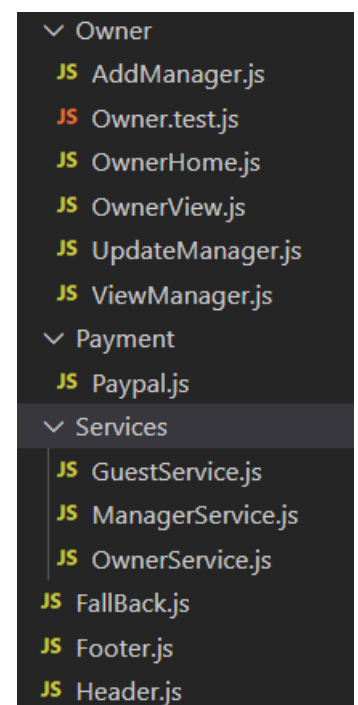 Owner
JS AddManager.js
JS Owner.test.js
JS OwnerHome.js
JS OwnerView.js
JS UpdateManager.js
JS ViewManager.js
Payment
JS Paypal.js
Services
JS GuestService.js
JS ManagerService.js
JS OwnerService.js
JS FallBack.js
JS Footer.js
JS Header.js